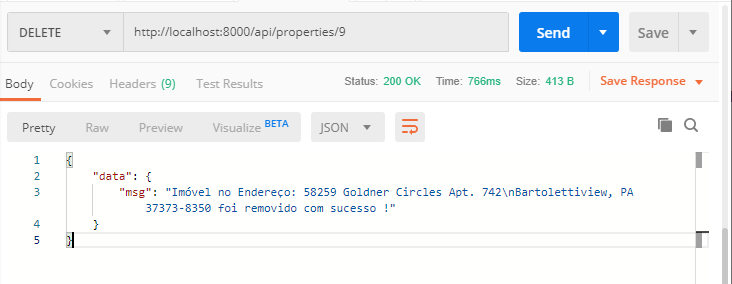 DELETE http://localhost:8000/api/properties/9 Send Save
Body Cookies Headers (9) Test Results Status: 200 OK Time: 766ms Size: 413 B Save Response
Pretty Raw Preview Visualize BETA JSON
1 {
2 "data": {
3 "msg": "Imóvel no Endereço: 58259 Goldner Circles Apt. 742\nBartolettiview, PA
37373-8350 foi removido com sucesso !"
4 }
5 }